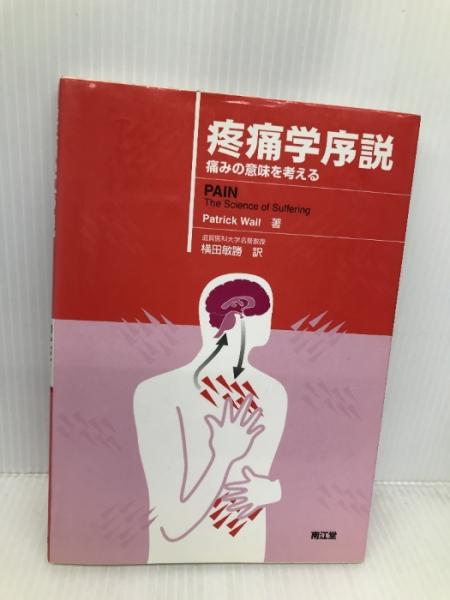 疼痛学序説
痛みの意味を考える
PAIN
The Science of Suffering
Patrick Wall 著
滋賀医科大学名誉教授
横田敏勝 訳
南江堂